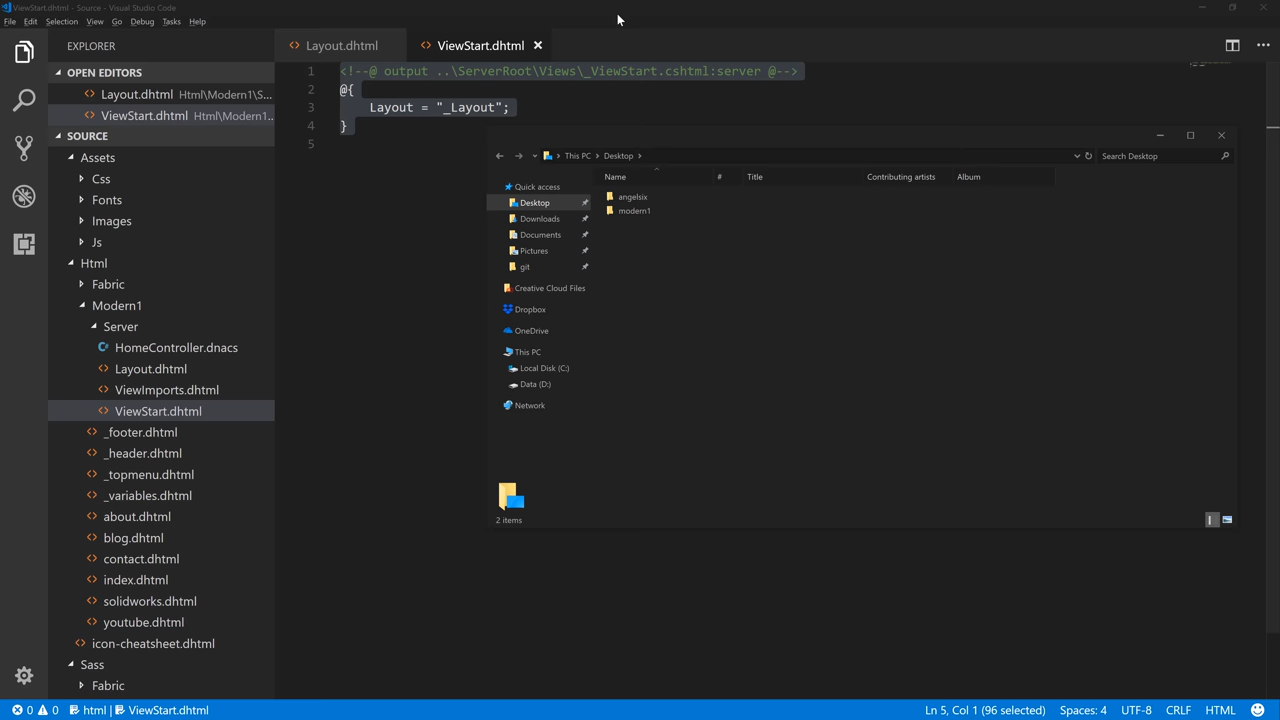 ViewStart.dhtml - Source - Visual Studio Code
File Edit Selection View Go Debug Tasks Help
EXPLORER
OPEN EDITORS
Layout.dhtml Html\Modern1\S...
ViewStart.dhtml Html\Modern1...
SOURCE
Assets
Css
Fonts
Images
Js
Html
Fabric
Modern1
Server
HomeController.dnacs
Layout.dhtml
ViewImports.dhtml
ViewStart.dhtml
_footer.dhtml
_header.dhtml
_topmenu.dhtml
_variables.dhtml
about.dhtml
blog.dhtml
contact.dhtml
index.dhtml
solidworks.dhtml
youtube.dhtml
icon-cheatsheet.dhtml
Sass
Fabric
Layout.dhtml ViewStart.dhtml
1 <!--@ output ..\ServerRoot\Views\_ViewStart.cshtml:server @-->
2 @{
3 Layout = "_Layout";
4 }
5
This PC Desktop Search Desktop
Name # Title Contributing artists Album
Quick access
Desktop
Downloads
Documents
Pictures
git
Creative Cloud Files
Dropbox
OneDrive
This PC
Local Disk (C:)
Data (D:)
Network
angelsix
modern1
2 items
0 0 html | ViewStart.dhtml Ln 5, Col 1 (96 selected) Spaces: 4 UTF-8 CRLF HTML